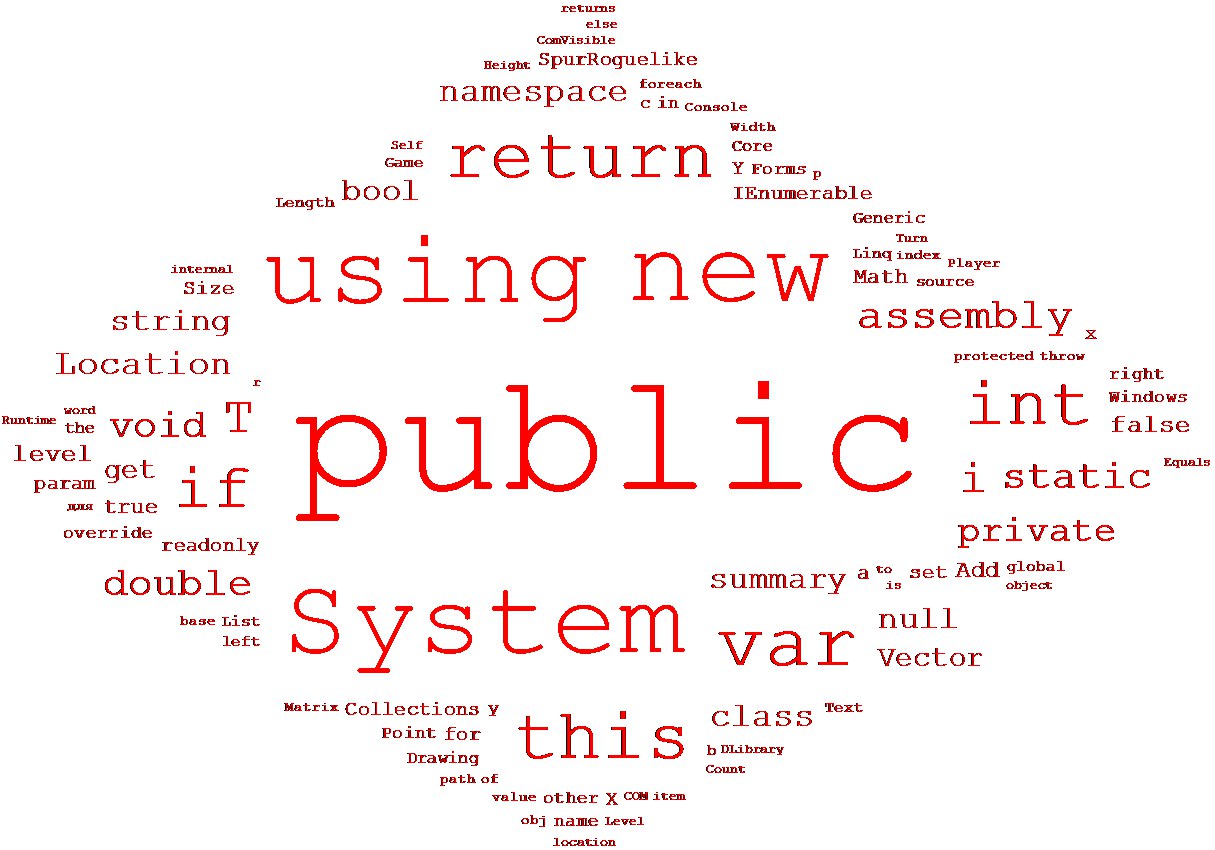 returns
else
ComVisible
Height SpurRoguelike
namespace foreach
c in Console
Width
Self return Core
Game Y Forms p
Length bool IEnumerable
Generic
Turn
using new Linq index Player
internal Math source
Size
string assembly x
protected throw
Location right
r int Windows
Runtime word void T public false
the
level get i static Equals
param if
для true
override private
readonly
double summary a to is set Add global
object
base List System var null
left Vector
Matrix Collections y class Text
Point for this
Drawing b DLibrary
path of Count
value other X COM item
obj name Level
location